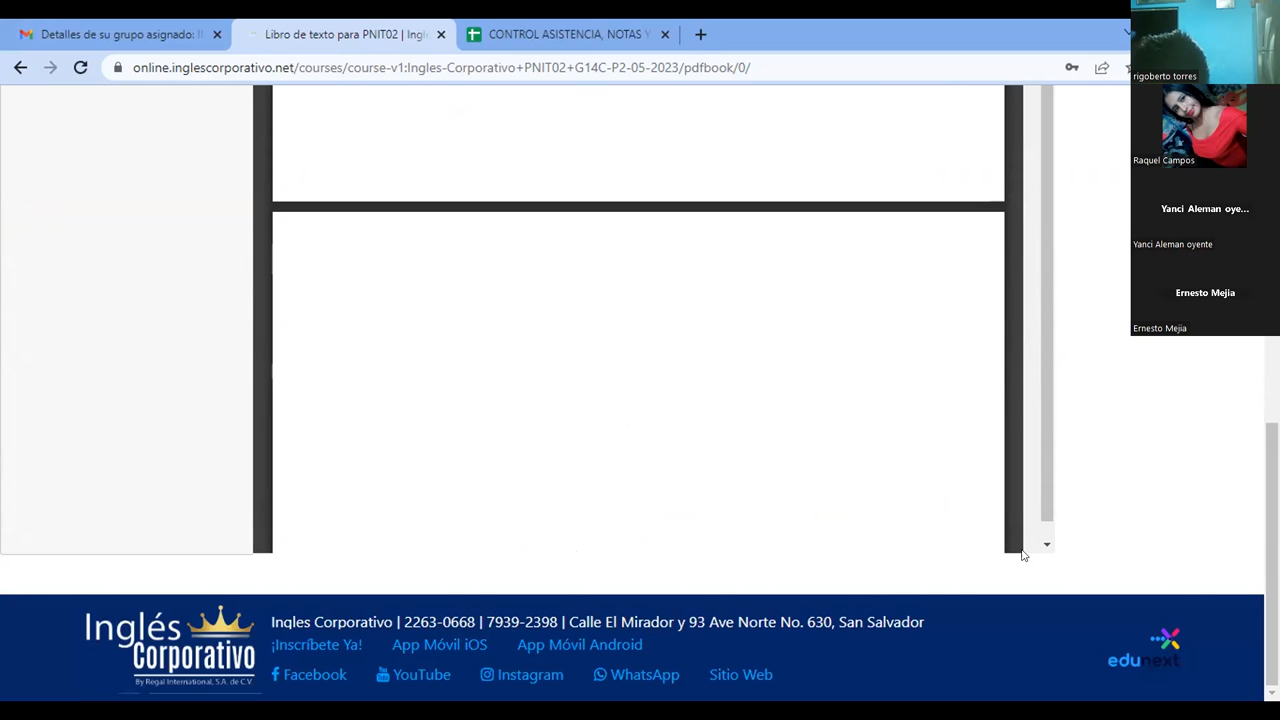 Detalles de su grupo asignado: I
Libro de texto para PNIT02 | Ingl
CONTROL ASISTENCIA, NOTAS Y
online.inglescorporativo.net/courses/course-v1:Ingles-Corporativo+PNIT02+G14C-P2-05-2023/pdfbook/0/
rigoberto torres
Raquel Campos
Yanci Aleman oye...
Yanci Aleman oyente
Ernesto Mejia
Ernesto Mejia
Inglés
Corporativo
By Regal International, S.A. de C.V.
Ingles Corporativo | 2263-0668 | 7939-2398 | Calle El Mirador y 93 Ave Norte No. 630, San Salvador
¡Inscríbete Ya! App Móvil iOS App Móvil Android
Facebook YouTube Instagram WhatsApp Sitio Web
edunext